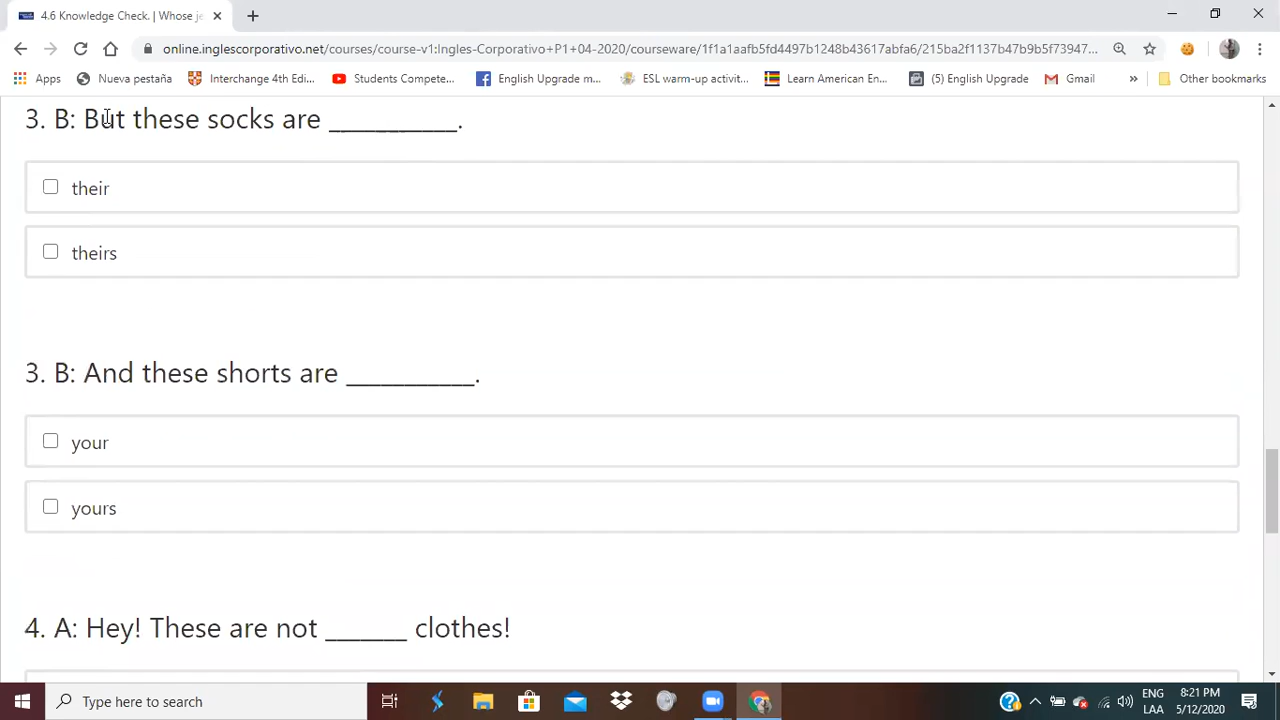 4.6 Knowledge Check. | Whose je
online.inglescorporativo.net/courses/course-v1:Ingles-Corporativo+P1+04-2020/courseware/1f1a1aafb5fd4497b1248b43617abfa6/215ba2f1137b47b9b5f73947...
Apps Nueva pestaña Interchange 4th Edi... Students Compete... English Upgrade m... ESL warm-up activit... Learn American En... (5) English Upgrade Gmail » Other bookmarks
3. B: But these socks are ___________.
their
theirs
3. B: And these shorts are ___________.
your
yours
4. A: Hey! These are not _______ clothes!
Type here to search
ENG 8:21 PM
LAA 5/12/2020